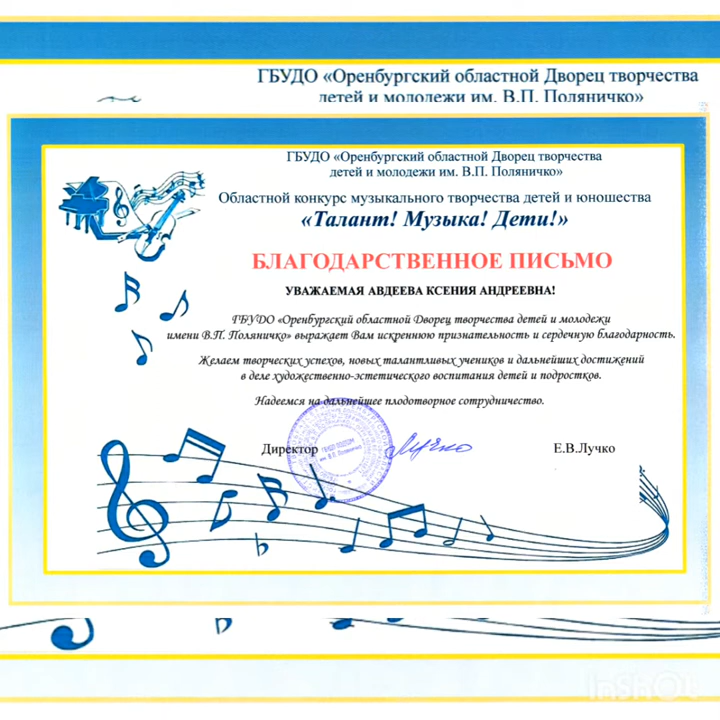 ГБУДО «Оренбургский областной Дворец творчества
детей и молодежи им. В.П. Поляничко»
ГБУДО «Оренбургский областной Дворец творчества
детей и молодежи им. В.П. Поляничко»
Областной конкурс музыкального творчества детей и юношества
«Талант! Музыка! Дети!»
БЛАГОДАРСТВЕННОЕ ПИСЬМО
УВАЖАЕМАЯ АВДЕЕВА КСЕНИЯ АНДРЕЕВНА!
ГБУДО «Оренбургский областной Дворец творчества детей и молодежи
имени В.П. Поляничко» выражает Вам искреннюю признательность и сердечную благодарность.
Желаем творческих успехов, новых талантливых учеников и дальнейших достижений
в деле художественно-эстетического воспитания детей и подростков.
Надеемся на дальнейшее плодотворное сотрудничество.
Директор
Лучко
Е.В.Лучко
InShOt